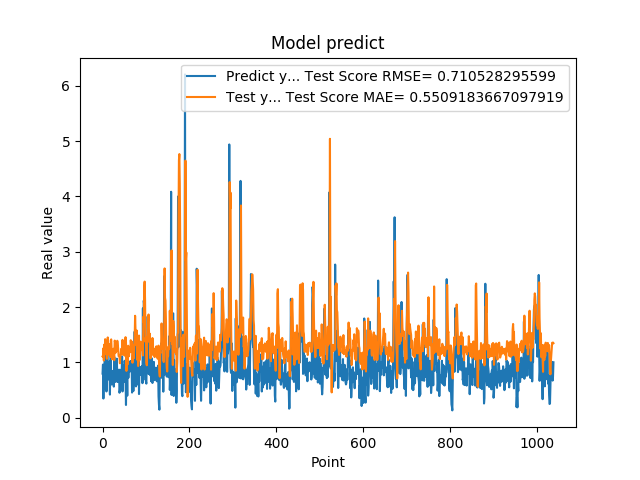 Model predict
Predict y... Test Score RMSE= 0.710528295599
Test y... Test Score MAE= 0.5509183667097919
6
5
4
3
2
1
0
Real value
0 200 400 600 800 1000
Point